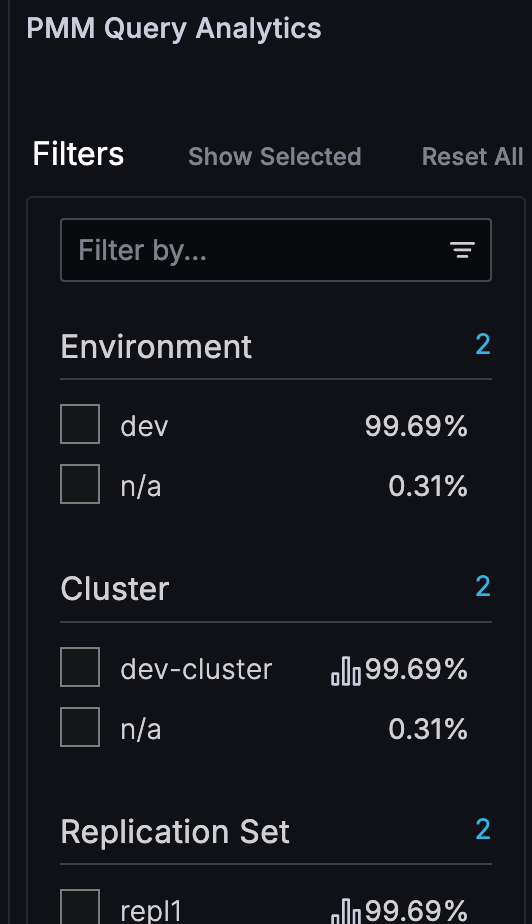 PMM Query Analytics
Filters Show Selected Reset All
Filter by...
Environment 2
dev 99.69%
n/a 0.31%
Cluster 2
dev-cluster 99.69%
n/a 0.31%
Replication Set 2
repl1 99.69%